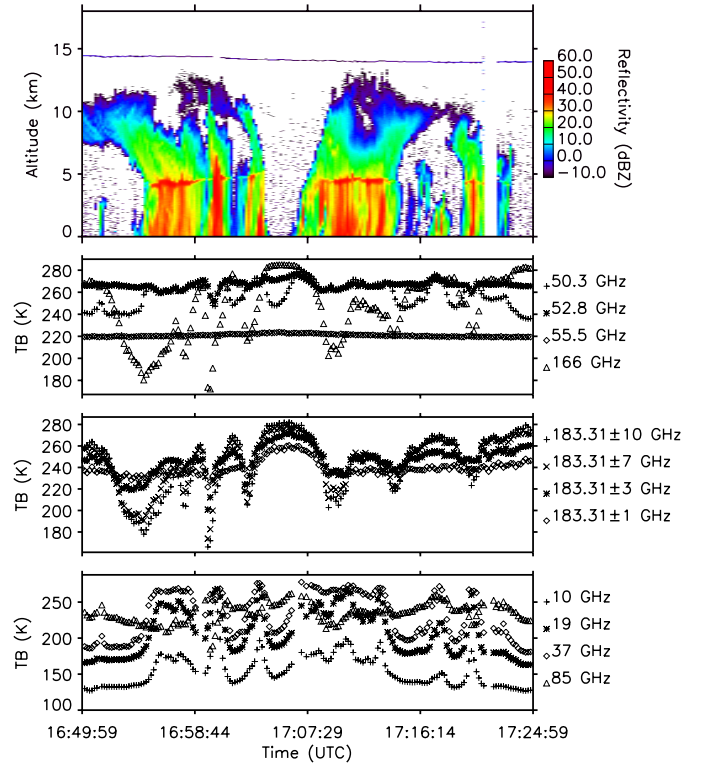 15
10
5
0
Altitude (km)
60.0
50.0
40.0
30.0
20.0
10.0
0.0
−10.0
Reflectivity (dBZ)
280
260
240
220
200
180
TB (K)
50.3 GHz
52.8 GHz
55.5 GHz
166 GHz
280
260
240
220
200
180
TB (K)
183.31±10 GHz
183.31±7 GHz
183.31±3 GHz
183.31±1 GHz
250
200
150
100
TB (K)
10 GHz
19 GHz
37 GHz
85 GHz
16:49:59 16:58:44 17:07:29 17:16:14 17:24:59
Time (UTC)